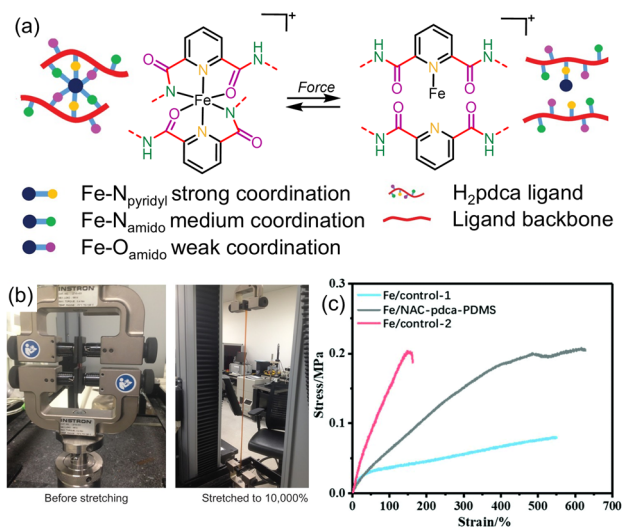 (a)
]+
]+
O
H
N
N
O
N
Fe
O
O
N
N
HN
O
Force
H
N
N
H
N
O
Fe
O
O
O
N
H
N
N
H
Fe-Npyridyl strong coordination
H2pdca ligand
Fe-Namido medium coordination
Ligand backbone
Fe-Oamido weak coordination
(b)
INSTRON
INSTRON
Before stretching
Stretched to 10,000%
(c)
Fe/control-1
Fe/NAC-pdca-PDMS
Fe/control-2
Stress/MPa
0.3
0.2
0.1
0.0
0
100
200
300
400
500
600
700
Strain/%